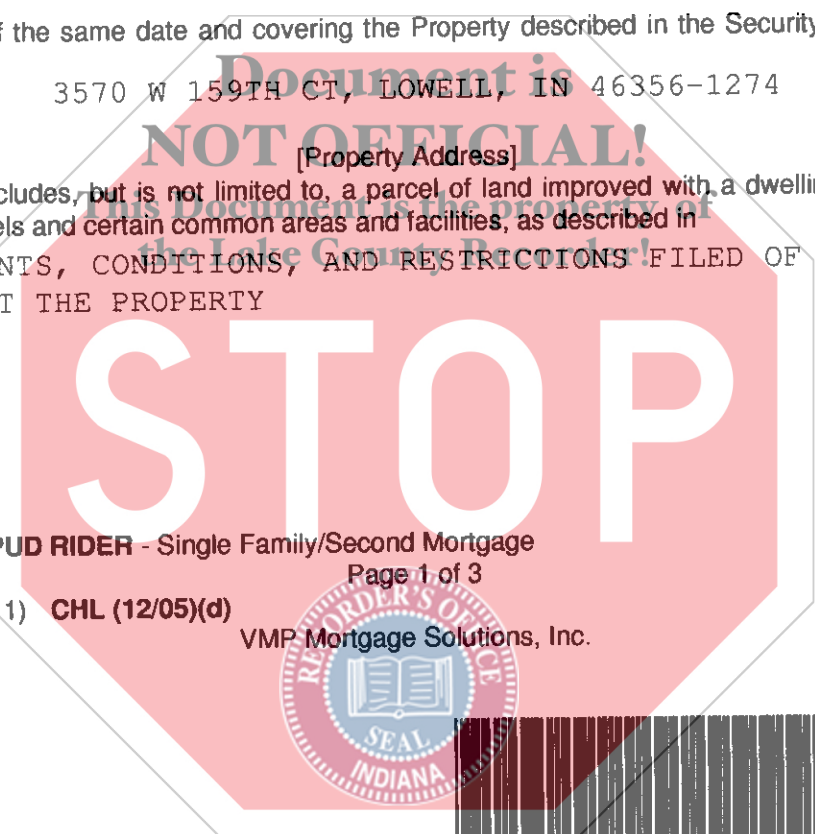 f the same date and covering the Property described in the Security
Document is
3570 W 159TH CT, LOWELL, IN 46356-1274
NOT OFFICIAL!
[Property Address]
cludes, but is not limited to, a parcel of land improved with a dwellin
This Document is the property of
els and certain common areas and facilities, as described in
the Lake County Recorder!
NTS, CONDITIONS, AND RESTRICTIONS FILED OF
T THE PROPERTY
STOP
PUD RIDER - Single Family/Second Mortgage
Page 1 of 3
1) CHL (12/05)(d)
VMP Mortgage Solutions, Inc.
RECORDER'S OFFICE
SEAL
INDIANA